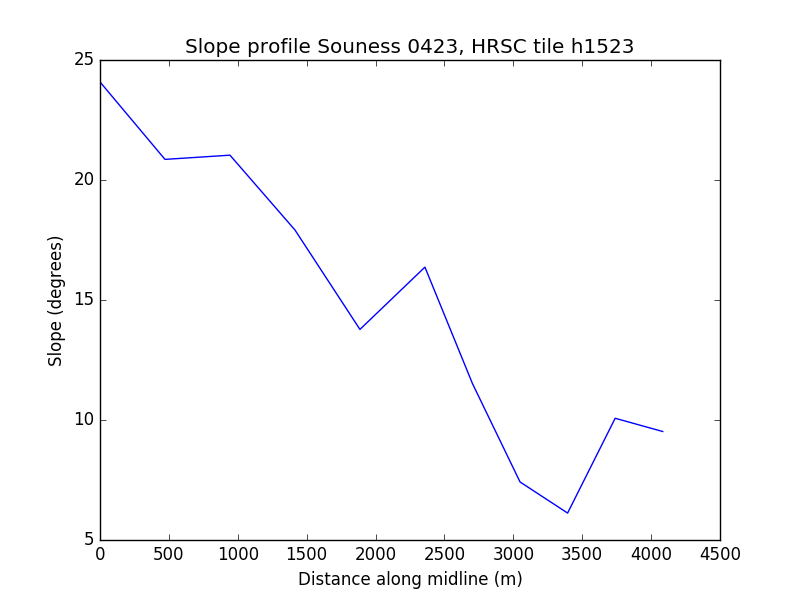 Slope profile Souness 0423, HRSC tile h1523
25
20
15
10
5
Slope (degrees)
0 500 1000 1500 2000 2500 3000 3500 4000 4500
Distance along midline (m)